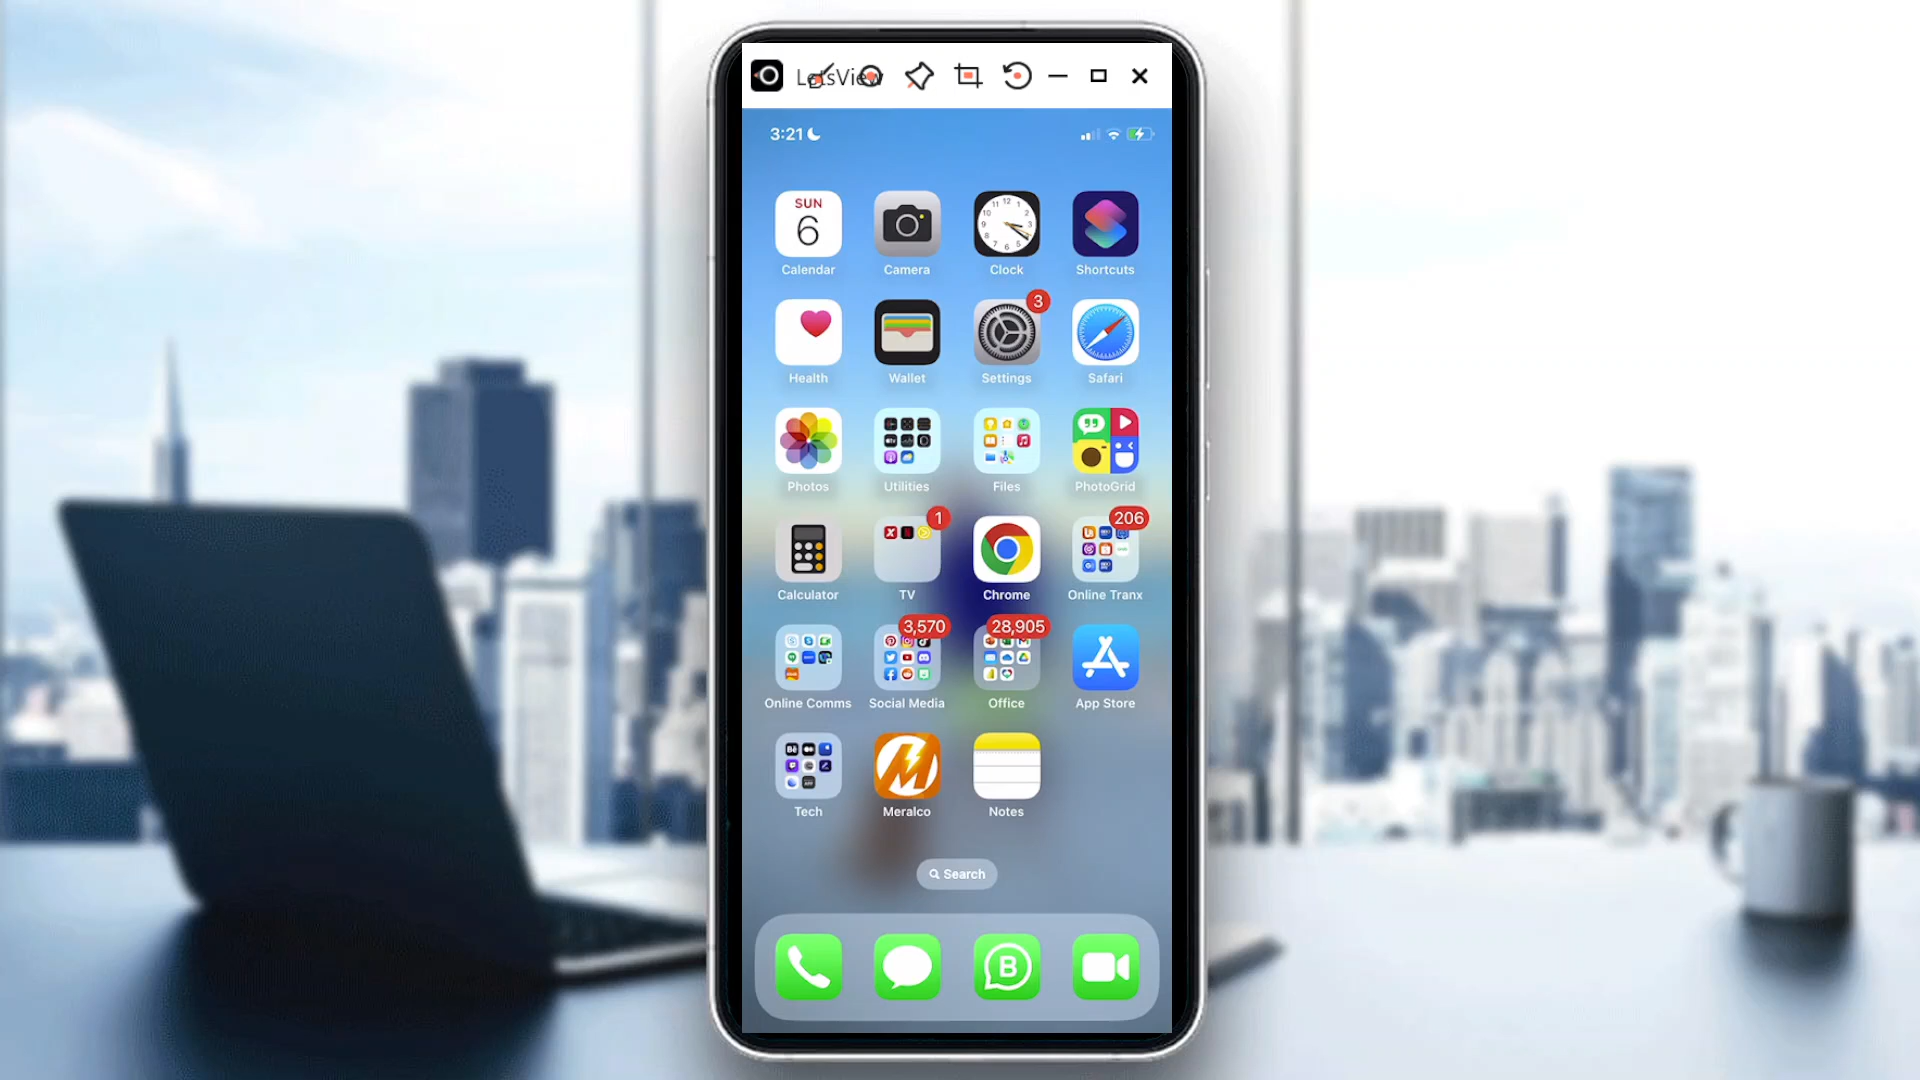 LetsView
3:21
SUN
6
Calendar Camera Clock Shortcuts
3
Health Wallet Settings Safari
Photos Utilities Files PhotoGrid
1 206
Calculator TV Chrome Online Tranx
3,570 28,905
Online Comms Social Media Office App Store
Tech Meralco Notes
Search
B